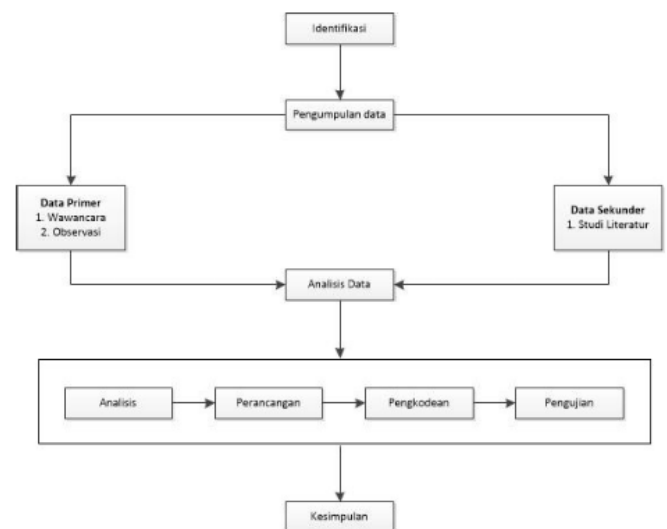 Identifikasi
Pengumpulan data
Data Primer
1. Wawancara
2. Observasi
Data Sekunder
1. Studi Literatur
Analisis Data
Analisis
Perancangan
Pengkodean
Pengujian
Kesimpulan